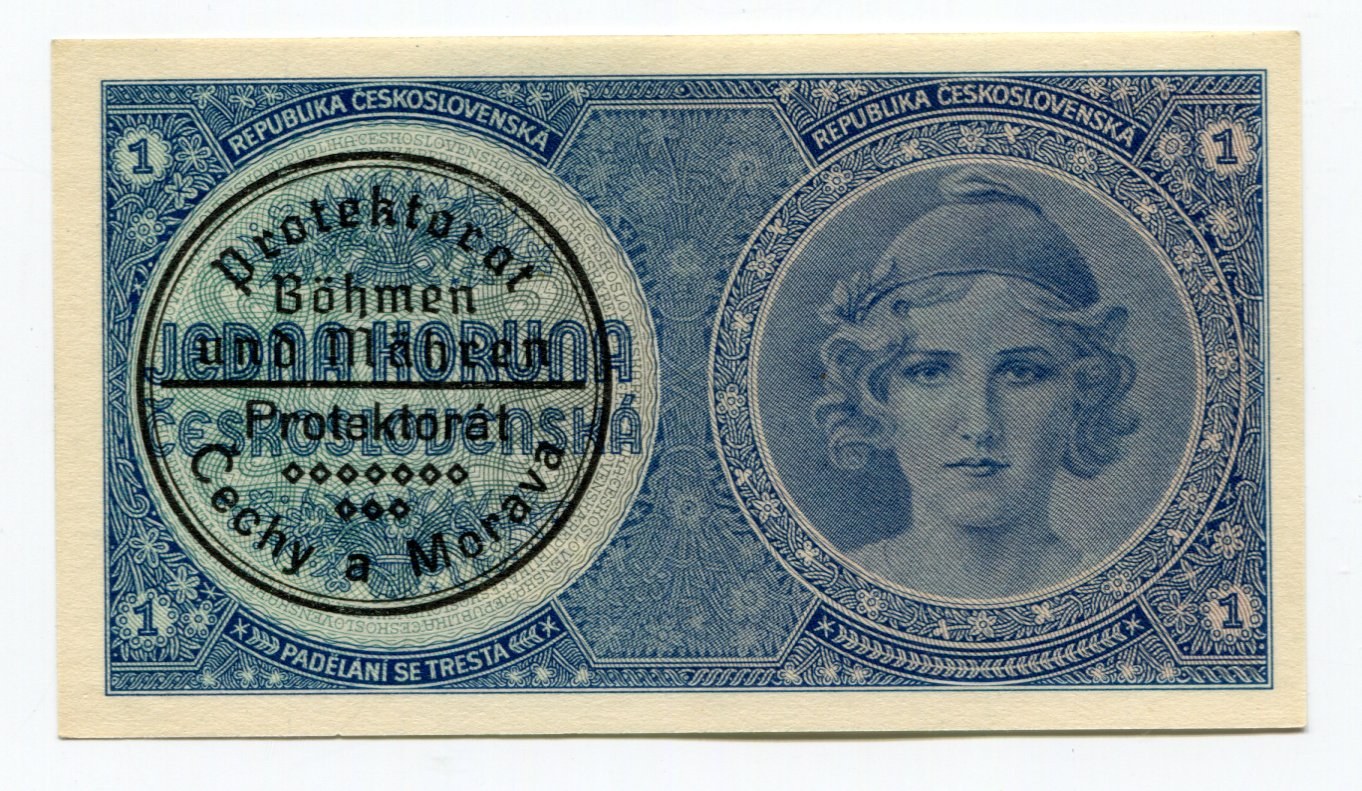 REPUBLIKA ČESKOSLOVENSKÁ
REPUBLIKA ČESKOSLOVENSKÁ
1
1
Protektorat
Böhmen
und Mähren
JEDNA KORUNA
Protektorát
ČESKOSLOVENSKÁ
Čechy a Morava
1
1
PADĚLÁNÍ SE TRESTÁ